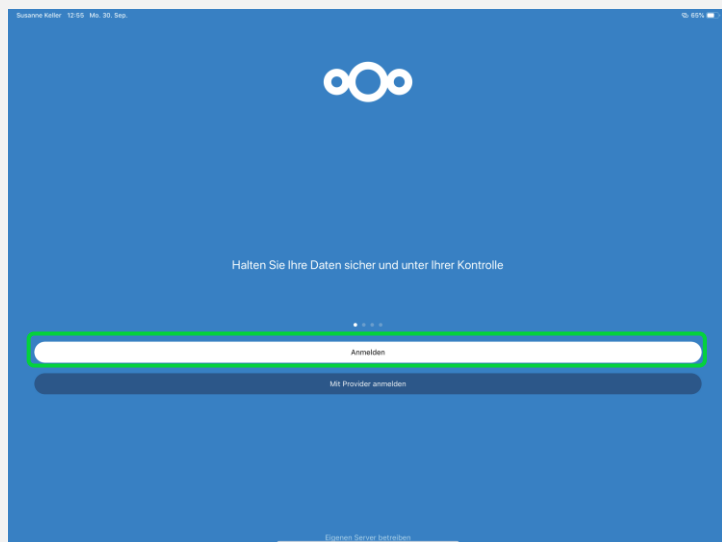 Susanne Keller 12:55 Mo. 30. Sep.
65%
Halten Sie Ihre Daten sicher und unter Ihrer Kontrolle
Anmelden
Mit Provider anmelden
Eigenen Server betreiben